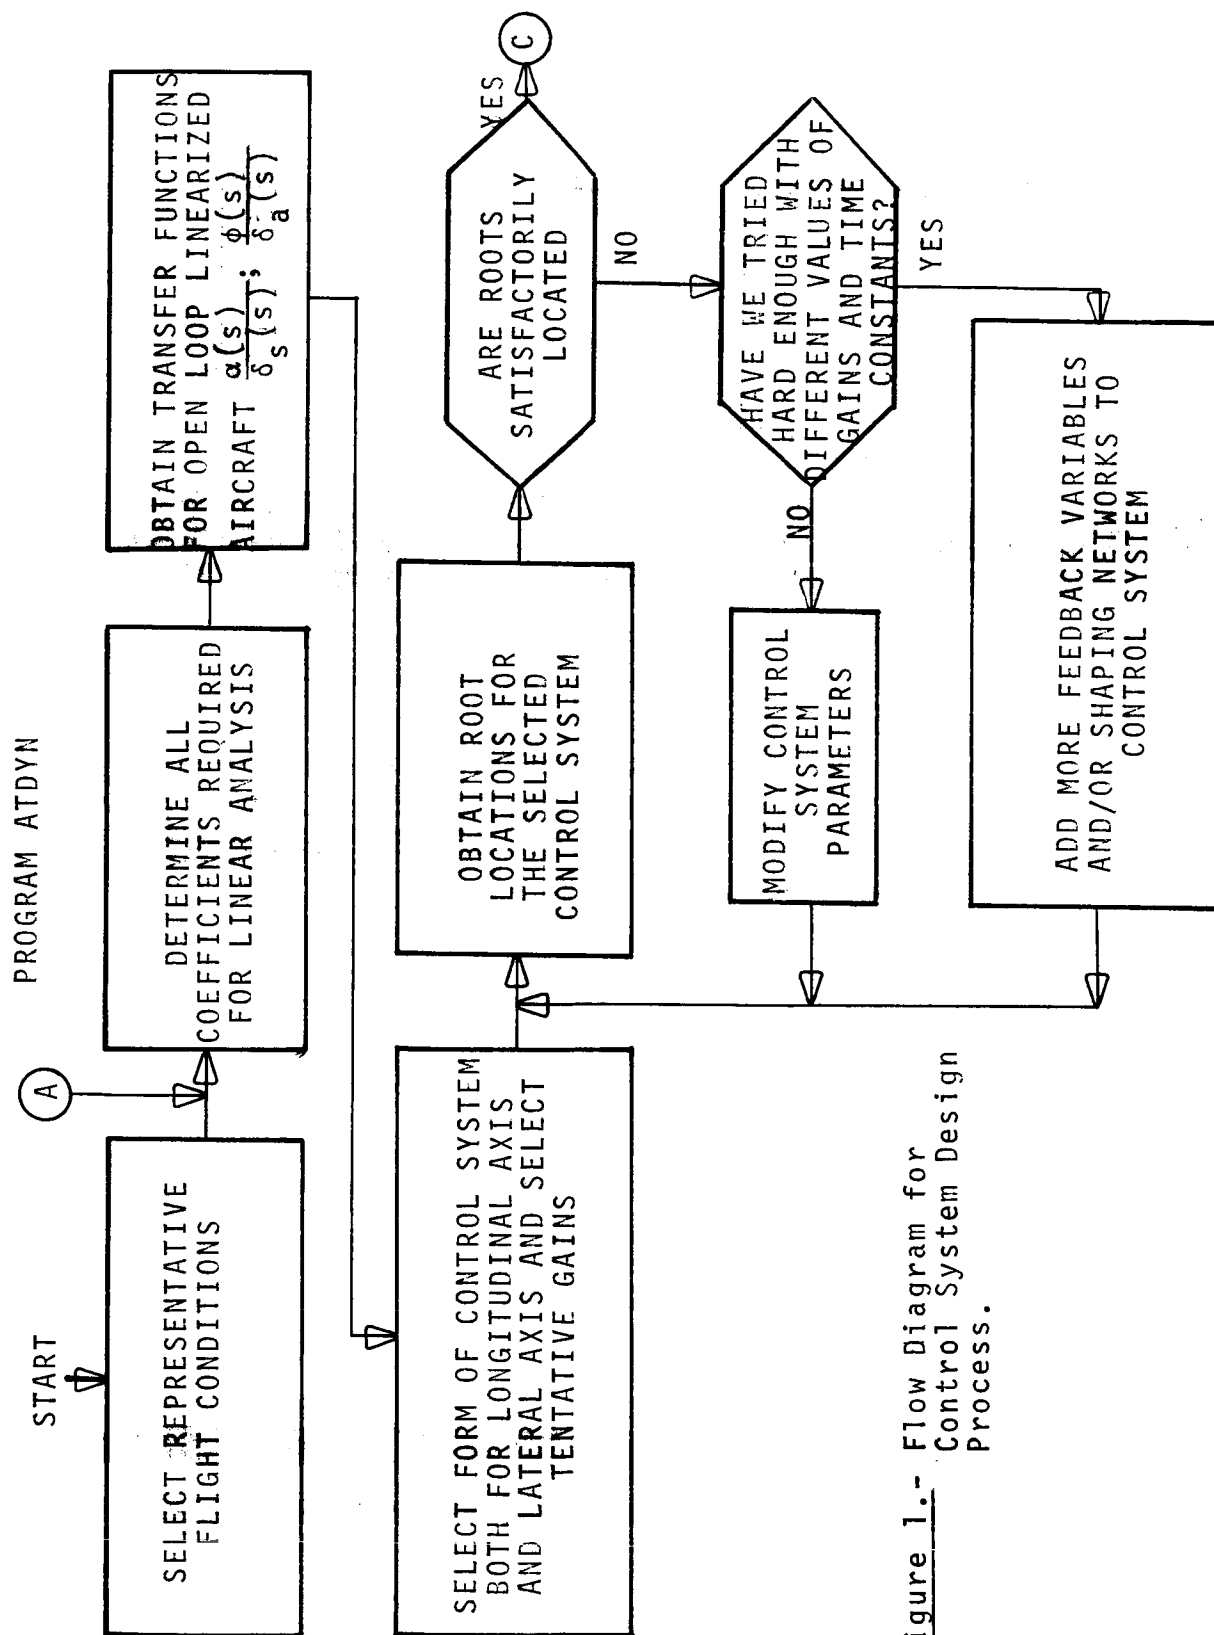 PROGRAM ATDYN
START
SELECT REPRESENTATIVE
FLIGHT CONDITIONS
A
DETERMINE ALL
COEFFICIENTS REQUIRED
FOR LINEAR ANALYSIS
OBTAIN TRANSFER FUNCTIONS
FOR OPEN LOOP LINEARIZED
AIRCRAFT α(s)/δs(s); ϕ(s)/δa(s)
SELECT FORM OF CONTROL SYSTEM
BOTH FOR LONGITUDINAL AXIS
AND LATERAL AXIS AND SELECT
TENTATIVE GAINS
OBTAIN ROOT
LOCATIONS FOR
THE SELECTED
CONTROL SYSTEM
ARE ROOTS
SATISFACTORILY
LOCATED
YES
C
NO
HAVE WE TRIED
HARD ENOUGH WITH
DIFFERENT VALUES OF
GAINS AND TIME
CONSTANTS?
NO
YES
MODIFY CONTROL
SYSTEM
PARAMETERS
ADD MORE FEEDBACK VARIABLES
AND/OR SHAPING NETWORKS TO
CONTROL SYSTEM
igure 1.- Flow Diagram for
Control System Design
Process.